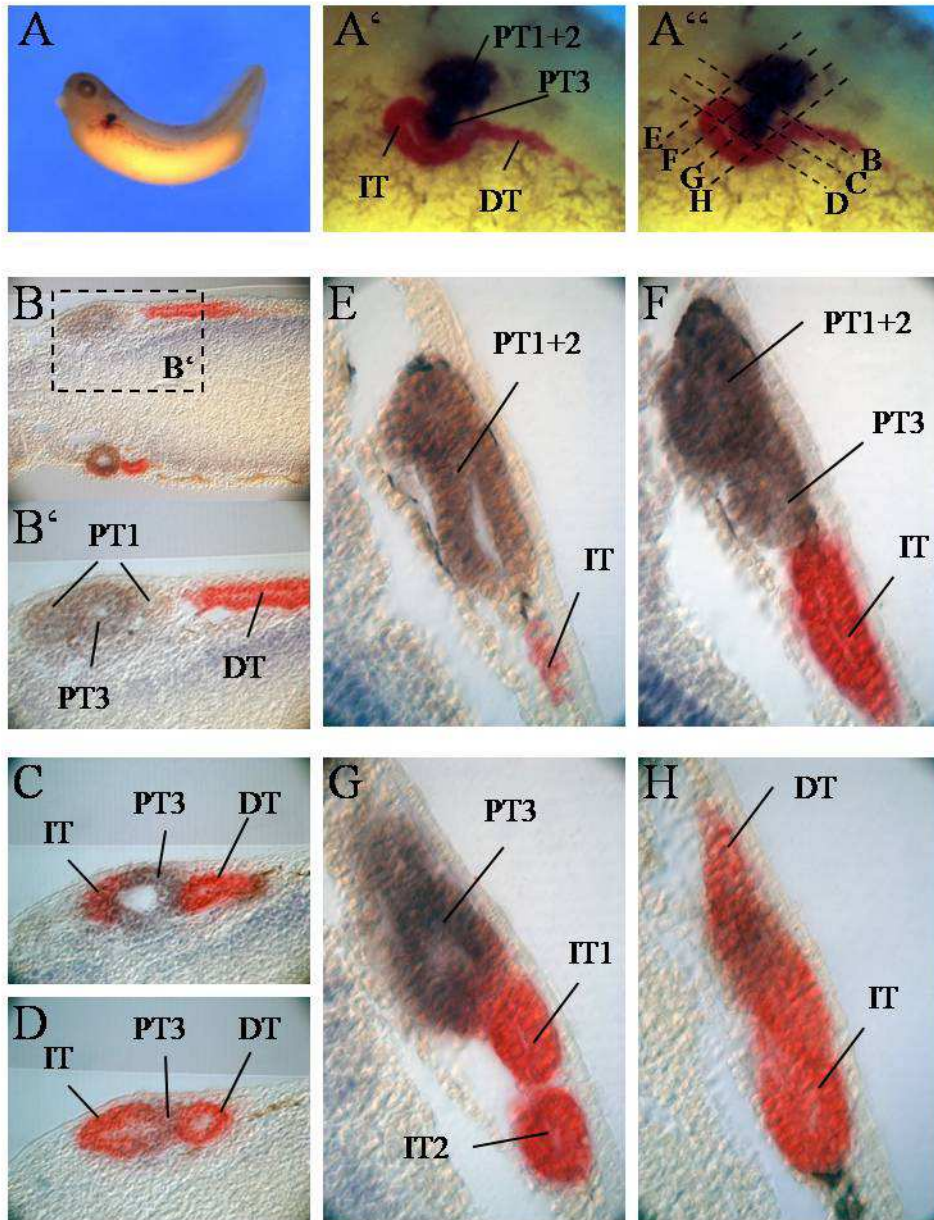 A
A‘
PT1+2
PT3
IT
DT
A“
E
F
G
H
B
C
D
B
B‘
B‘
PT1
PT3
DT
E
PT1+2
IT
F
PT1+2
PT3
IT
C
IT
PT3
DT
D
IT
PT3
DT
G
PT3
IT1
IT2
H
DT
IT